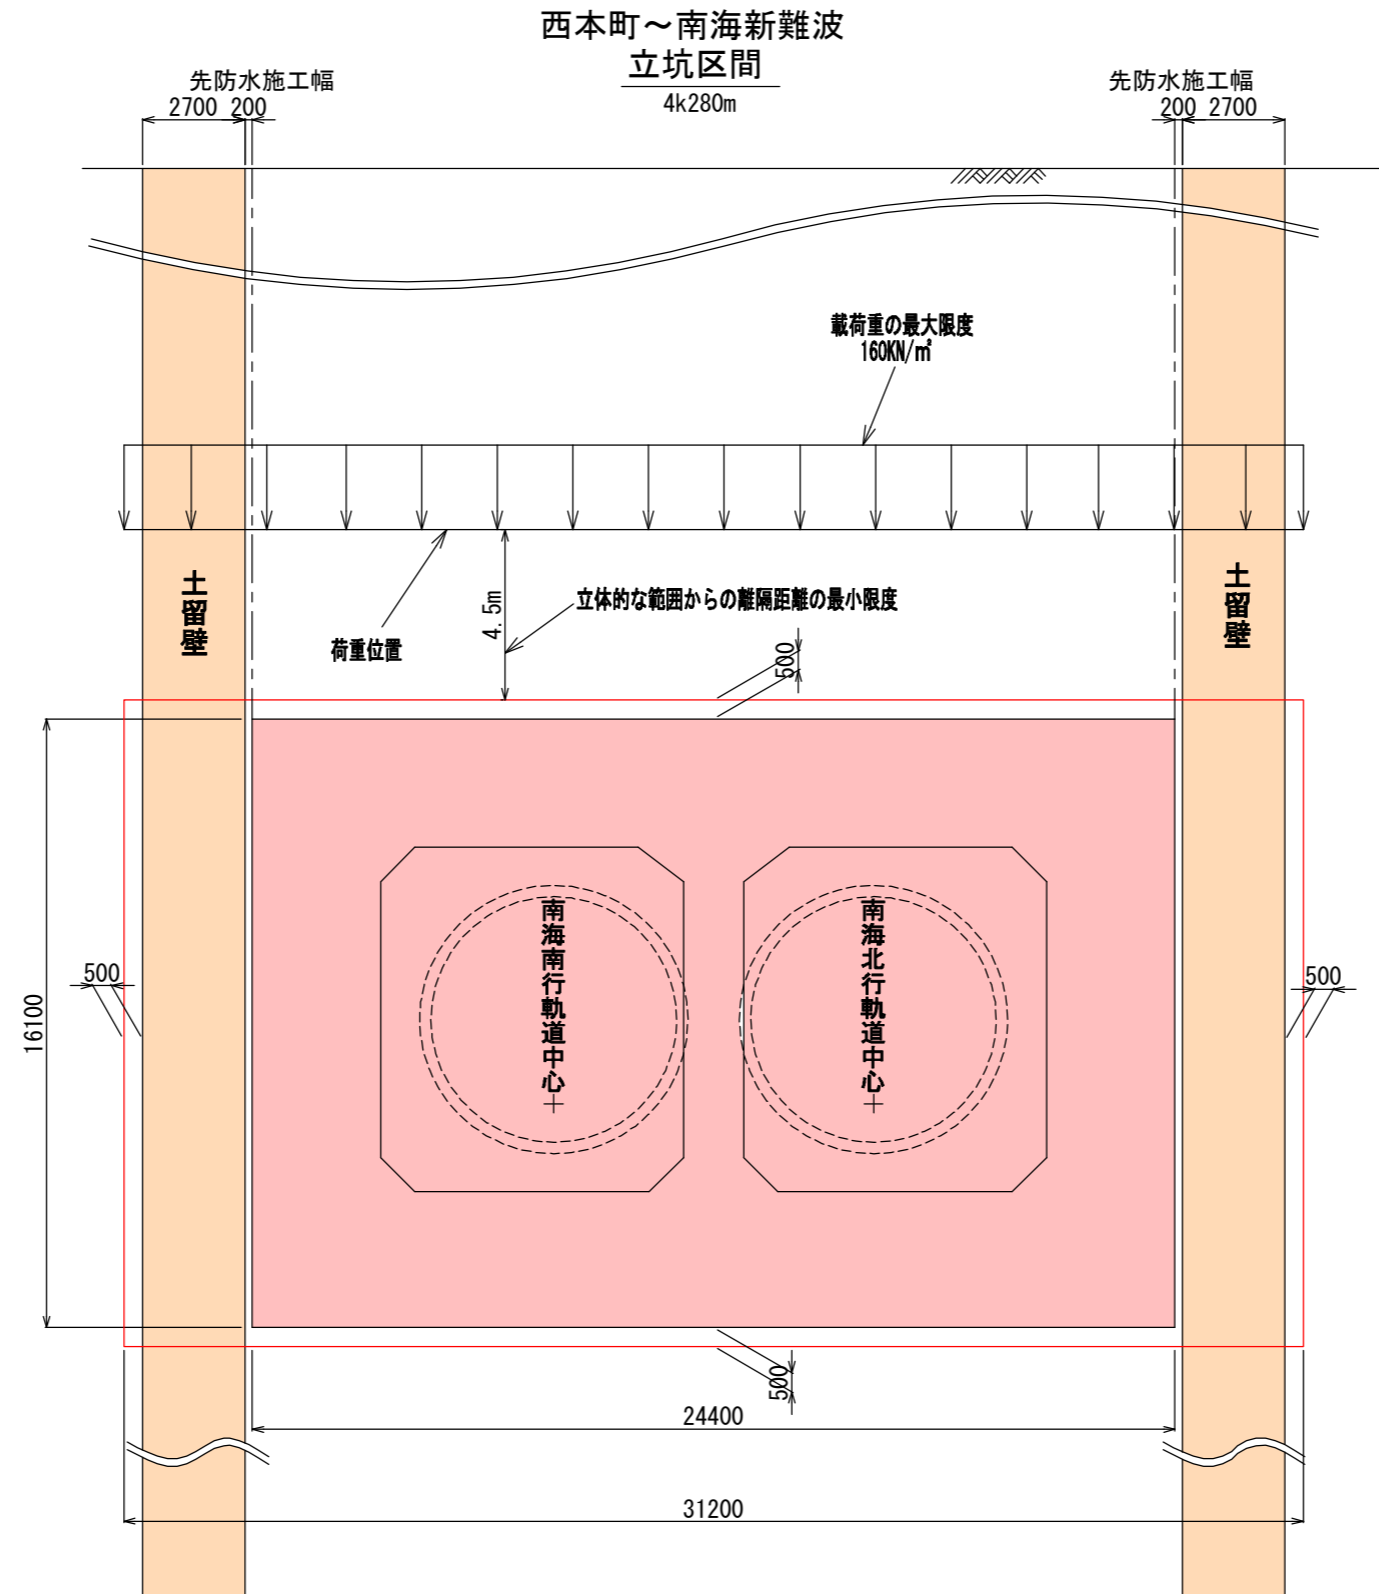 西本町～南海新難波
立坑区間
4k280m
先防水施工幅
2700 200
先防水施工幅
200 2700
載荷重の最大限度
160KN/㎡
荷重位置
4.5m
立体的な範囲からの離隔距離の最小限度
土留壁
土留壁
500
16100
500
南海南行軌道中心
南海北行軌道中心
500
500
24400
31200